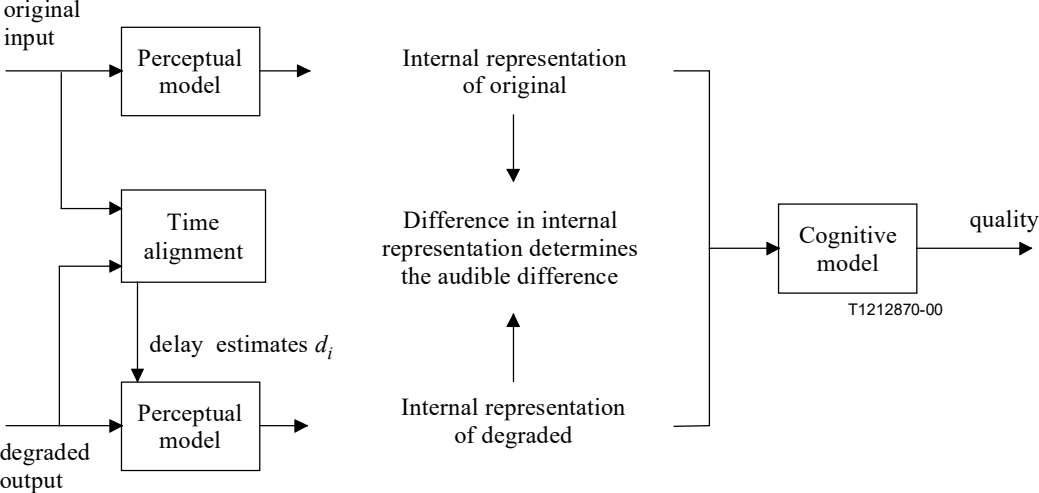 original
input
Perceptual
model
Internal representation
of original
Time
alignment
Difference in internal
representation determines
the audible difference
Cognitive
model
quality
T1212870-00
delay estimates dᵢ
Perceptual
model
Internal representation
of degraded
degraded
output